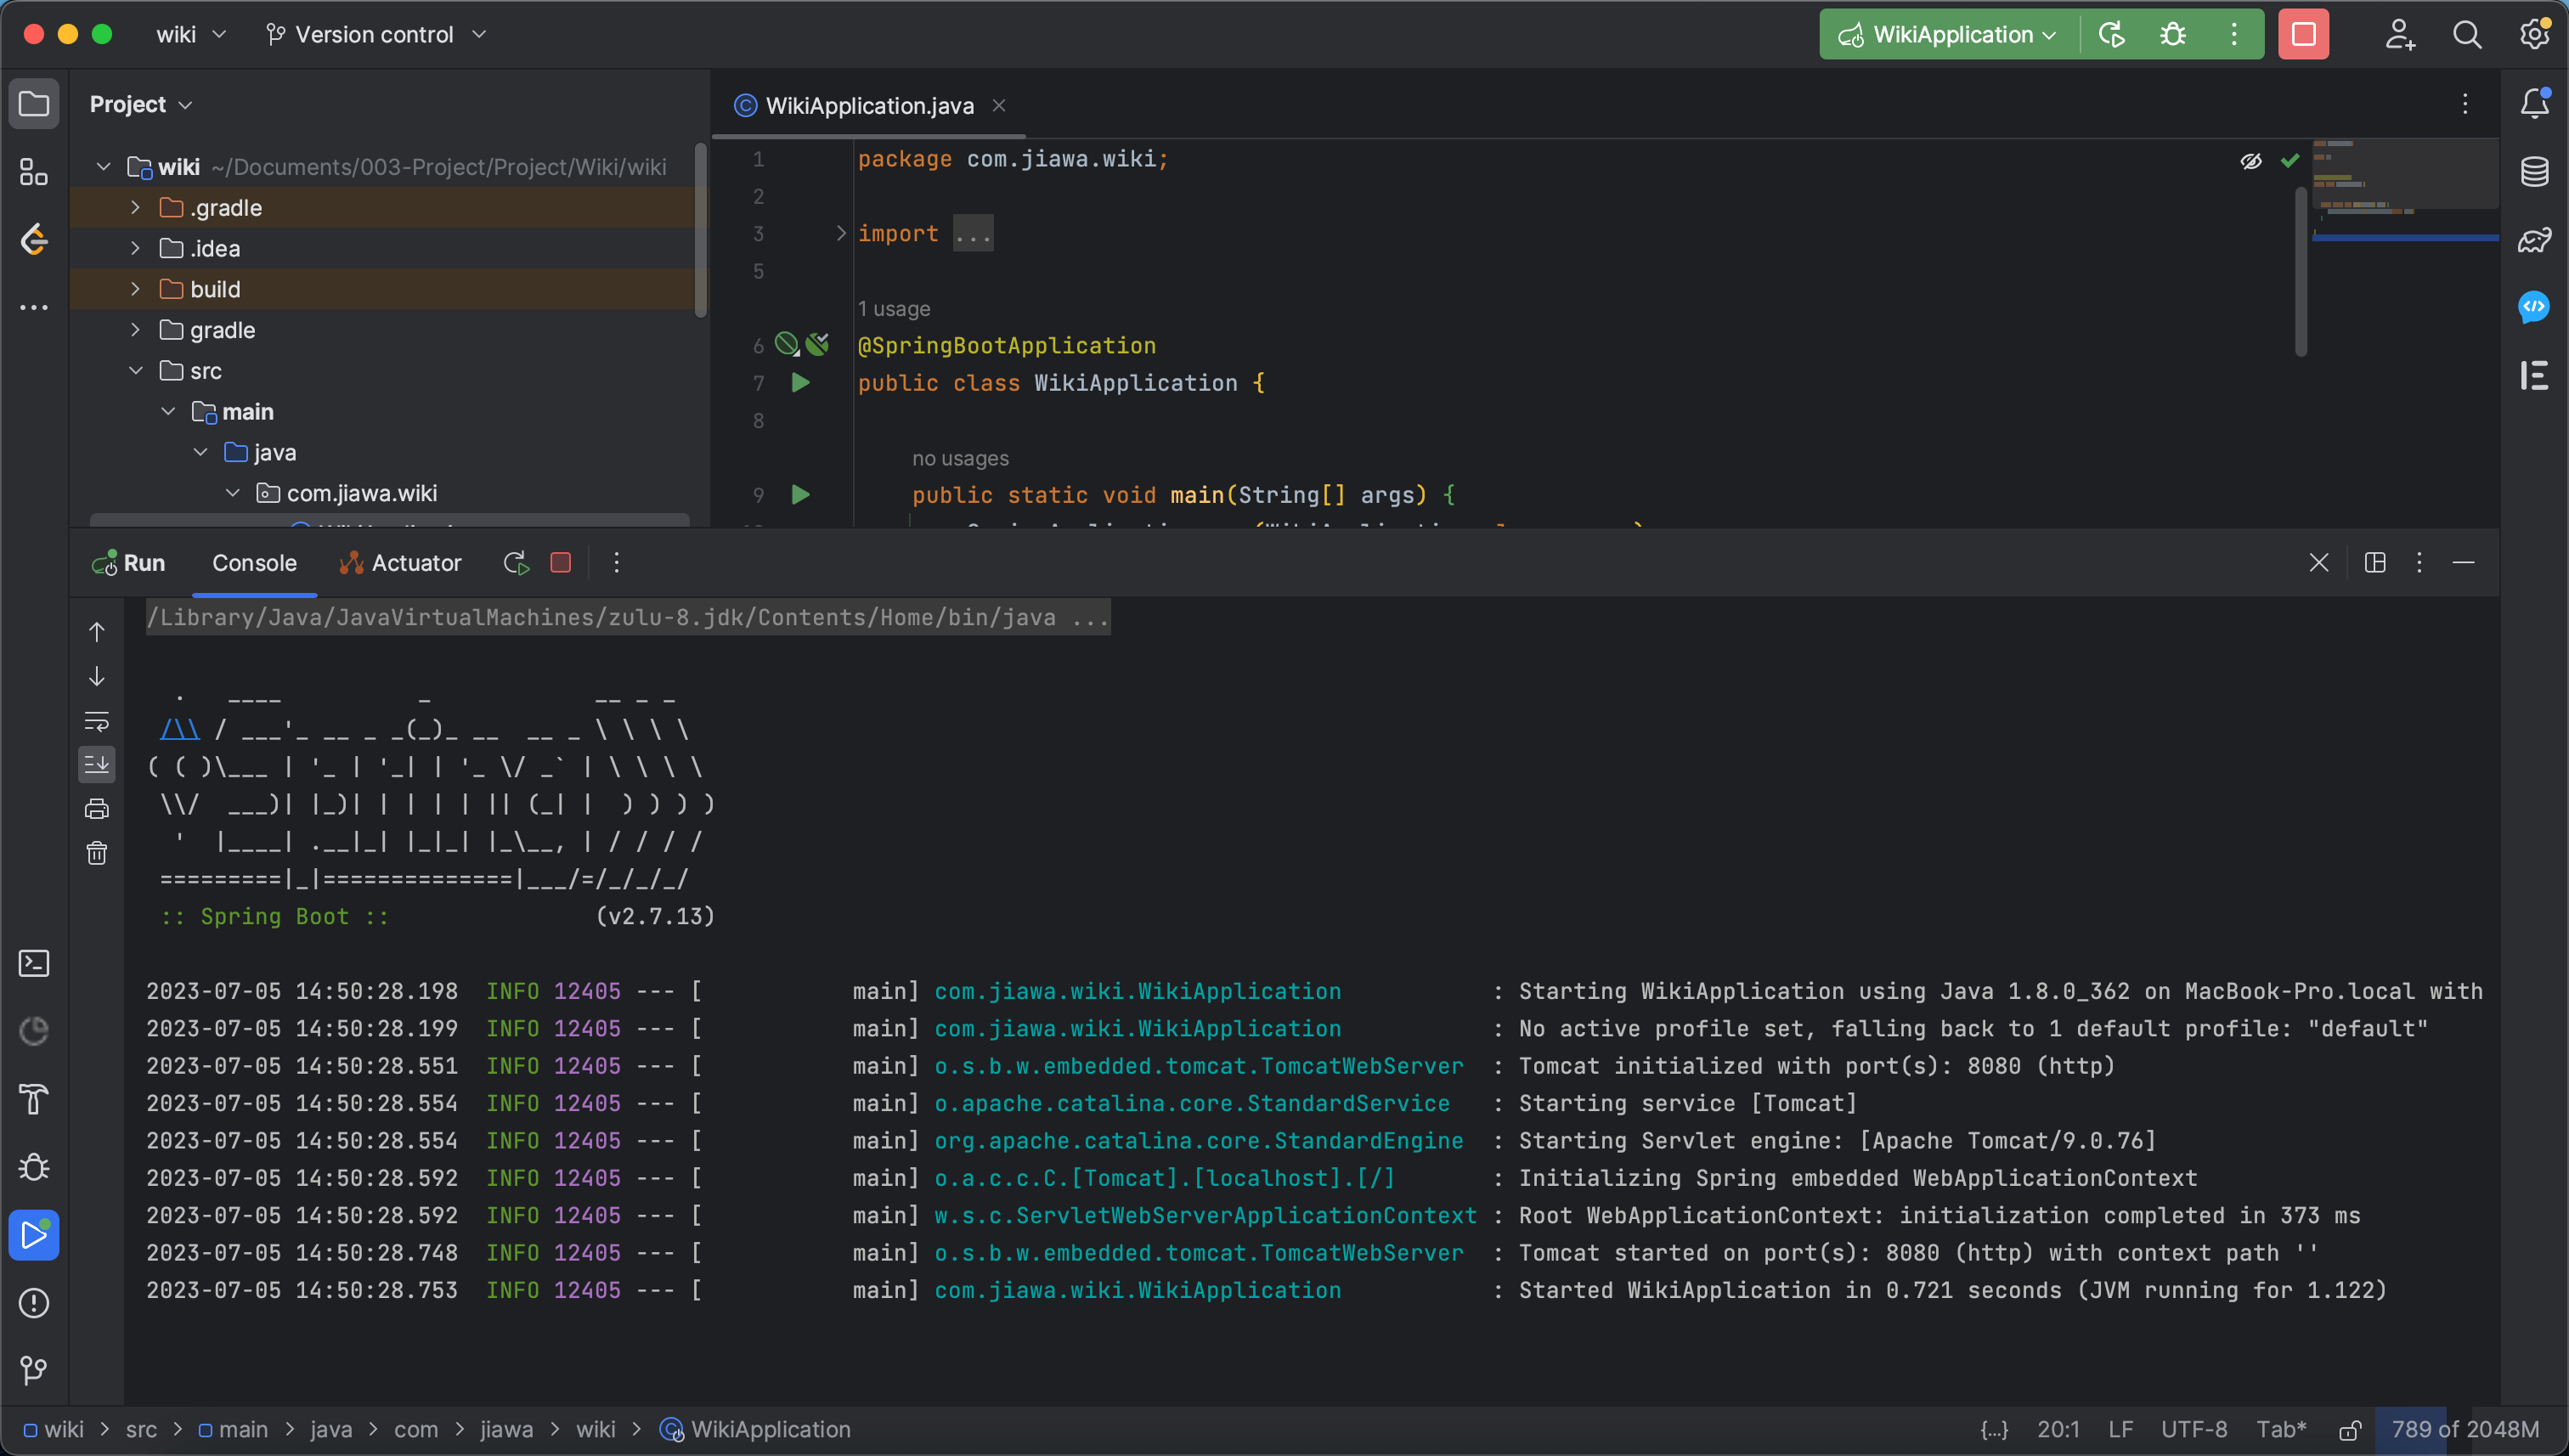 wiki
Version control
WikiApplication
Project
WikiApplication.java
wiki ~/Documents/003-Project/Project/Wiki/wiki
.gradle
.idea
build
gradle
src
main
java
com.jiawa.wiki
1 package com.jiawa.wiki;
2
3 import ...
5
1 usage
6 @SpringBootApplication
7 public class WikiApplication {
8
no usages
9 public static void main(String[] args) {
Run
Console
Actuator
/Library/Java/JavaVirtualMachines/zulu-8.jdk/Contents/Home/bin/java ...
  .   ____          _            __ _ _
 /\\ / ___'_ __ _ _(_)_ __  __ _ \ \ \ \
( ( )\___ | '_ | '_| | '_ \/ _` | \ \ \ \
 \\/  ___)| |_)| | | | | || (_| |  ) ) ) )
  '  |____| .__|_| |_|_| |_\__, | / / / /
 =========|_|==============|___/=/_/_/_/
 :: Spring Boot ::                (v2.7.13)
2023-07-05 14:50:28.198  INFO 12405 --- [           main] com.jiawa.wiki.WikiApplication           : Starting WikiApplication using Java 1.8.0_362 on MacBook-Pro.local with
2023-07-05 14:50:28.199  INFO 12405 --- [           main] com.jiawa.wiki.WikiApplication           : No active profile set, falling back to 1 default profile: "default"
2023-07-05 14:50:28.551  INFO 12405 --- [           main] o.s.b.w.embedded.tomcat.TomcatWebServer  : Tomcat initialized with port(s): 8080 (http)
2023-07-05 14:50:28.554  INFO 12405 --- [           main] o.apache.catalina.core.StandardService   : Starting service [Tomcat]
2023-07-05 14:50:28.554  INFO 12405 --- [           main] org.apache.catalina.core.StandardEngine  : Starting Servlet engine: [Apache Tomcat/9.0.76]
2023-07-05 14:50:28.592  INFO 12405 --- [           main] o.a.c.c.C.[Tomcat].[localhost].[/]       : Initializing Spring embedded WebApplicationContext
2023-07-05 14:50:28.592  INFO 12405 --- [           main] w.s.c.ServletWebServerApplicationContext : Root WebApplicationContext: initialization completed in 373 ms
2023-07-05 14:50:28.748  INFO 12405 --- [           main] o.s.b.w.embedded.tomcat.TomcatWebServer  : Tomcat started on port(s): 8080 (http) with context path ''
2023-07-05 14:50:28.753  INFO 12405 --- [           main] com.jiawa.wiki.WikiApplication           : Started WikiApplication in 0.721 seconds (JVM running for 1.122)
wiki > src > main > java > com > jiawa > wiki > WikiApplication
{...} 20:1 LF UTF-8 Tab* 789 of 2048M